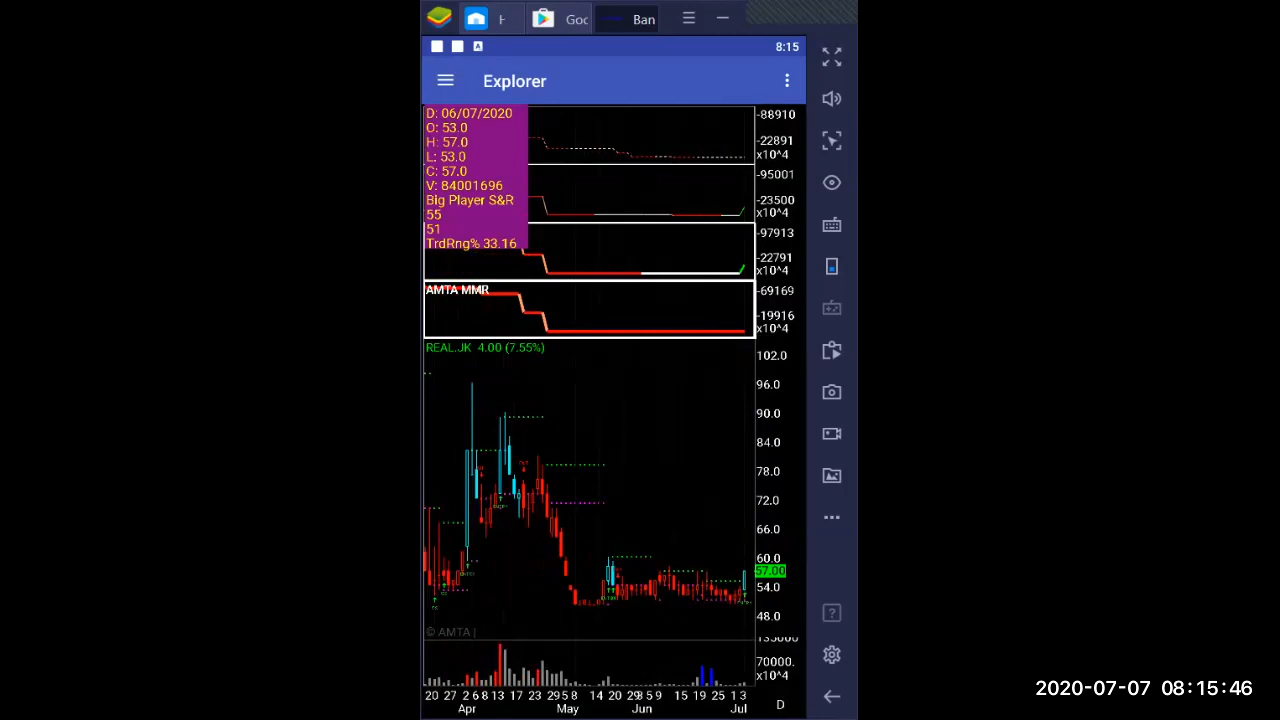 H
Goc
Ban
8:15
Explorer
D: 06/07/2020
O: 53.0
H: 57.0
L: 53.0
C: 57.0
V: 84001696
Big Player S&R
55
51
TrdRng% 33.16
-88910
-22891
x10^4
-95001
-23500
x10^4
-97913
-22791
x10^4
AMTA MMR
-69169
-19916
x10^4
REAL.JK 4.00 (7.55%)
102.0
96.0
90.0
84.0
78.0
72.0
66.0
60.0
57.00
54.0
48.0
© AMTA |
135000
70000.
x10^4
20 27 2 6 8 13 17 23 29 5 8 14 20 29 3 5 9 15 19 25 1 3
Apr May Jun Jul
D
2020-07-07 08:15:46